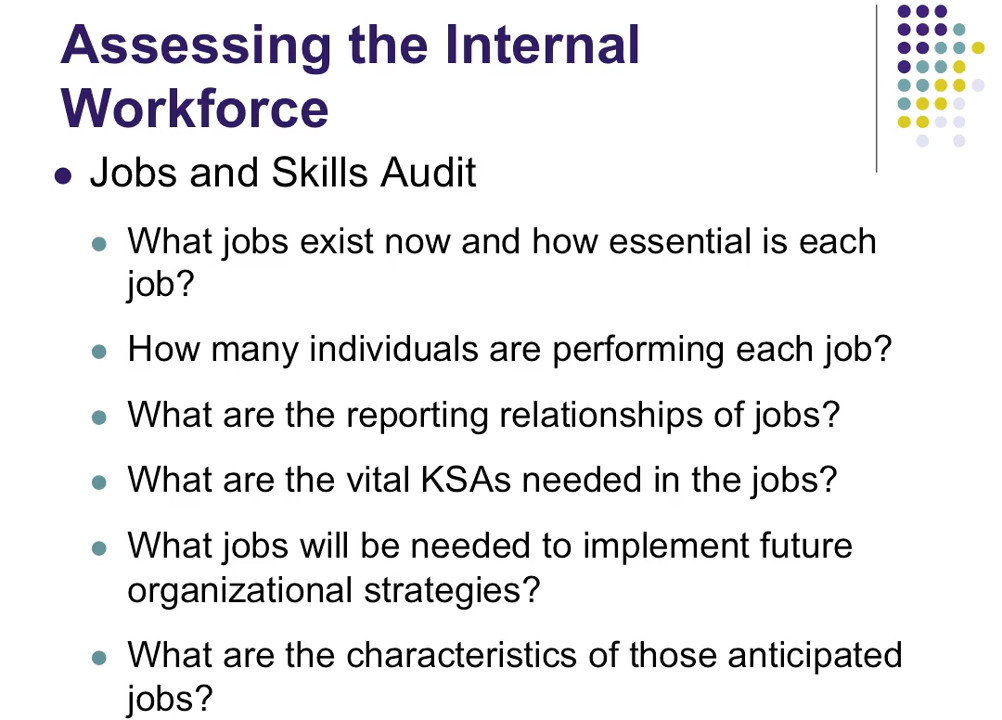 Assessing the Internal
Workforce
Jobs and Skills Audit
What jobs exist now and how essential is each
job?
How many individuals are performing each job?
What are the reporting relationships of jobs?
What are the vital KSAs needed in the jobs?
What jobs will be needed to implement future
organizational strategies?
What are the characteristics of those anticipated
jobs?